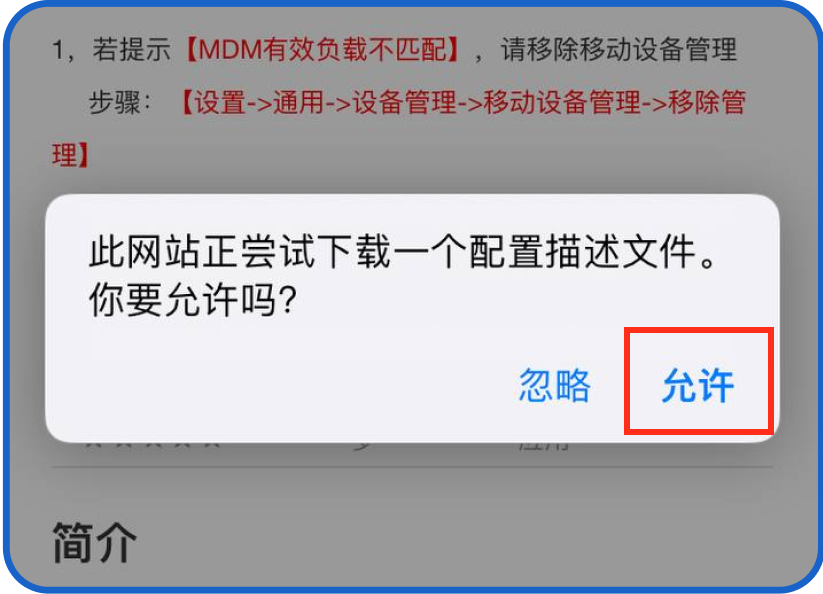 1，若提示【MDM有效负载不匹配】，请移除移动设备管理
步骤：【设置->通用->设备管理->移动设备管理->移除管
理】
此网站正尝试下载一个配置描述文件。
你要允许吗？
忽略 允许
简介